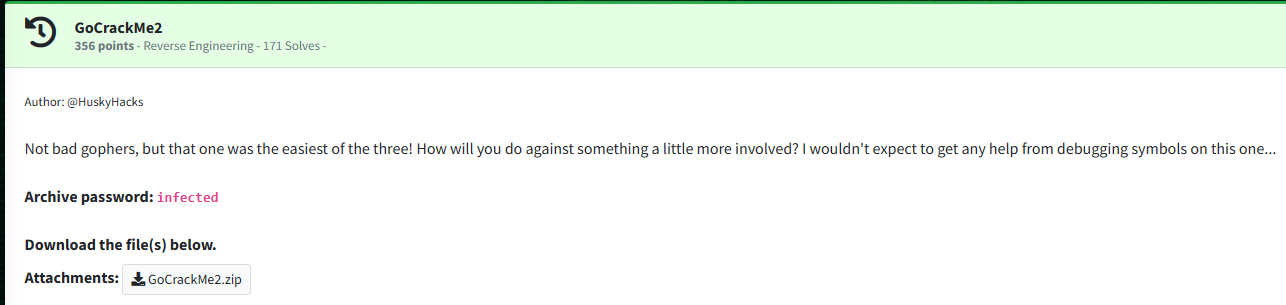 GoCrackMe2
356 points - Reverse Engineering - 171 Solves -
Author: @HuskyHacks
Not bad gophers, but that one was the easiest of the three! How will you do against something a little more involved? I wouldn't expect to get any help from debugging symbols on this one...
Archive password: infected
Download the file(s) below.
Attachments: GoCrackMe2.zip